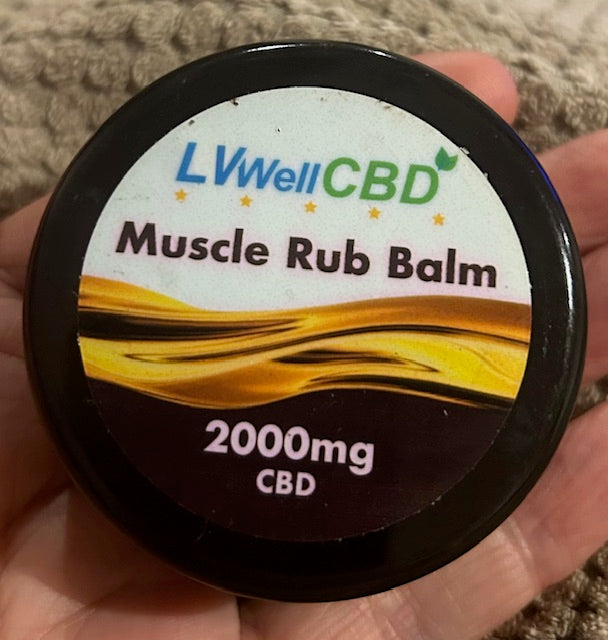 LVWellCBD
Muscle Rub Balm
2000mg
CBD